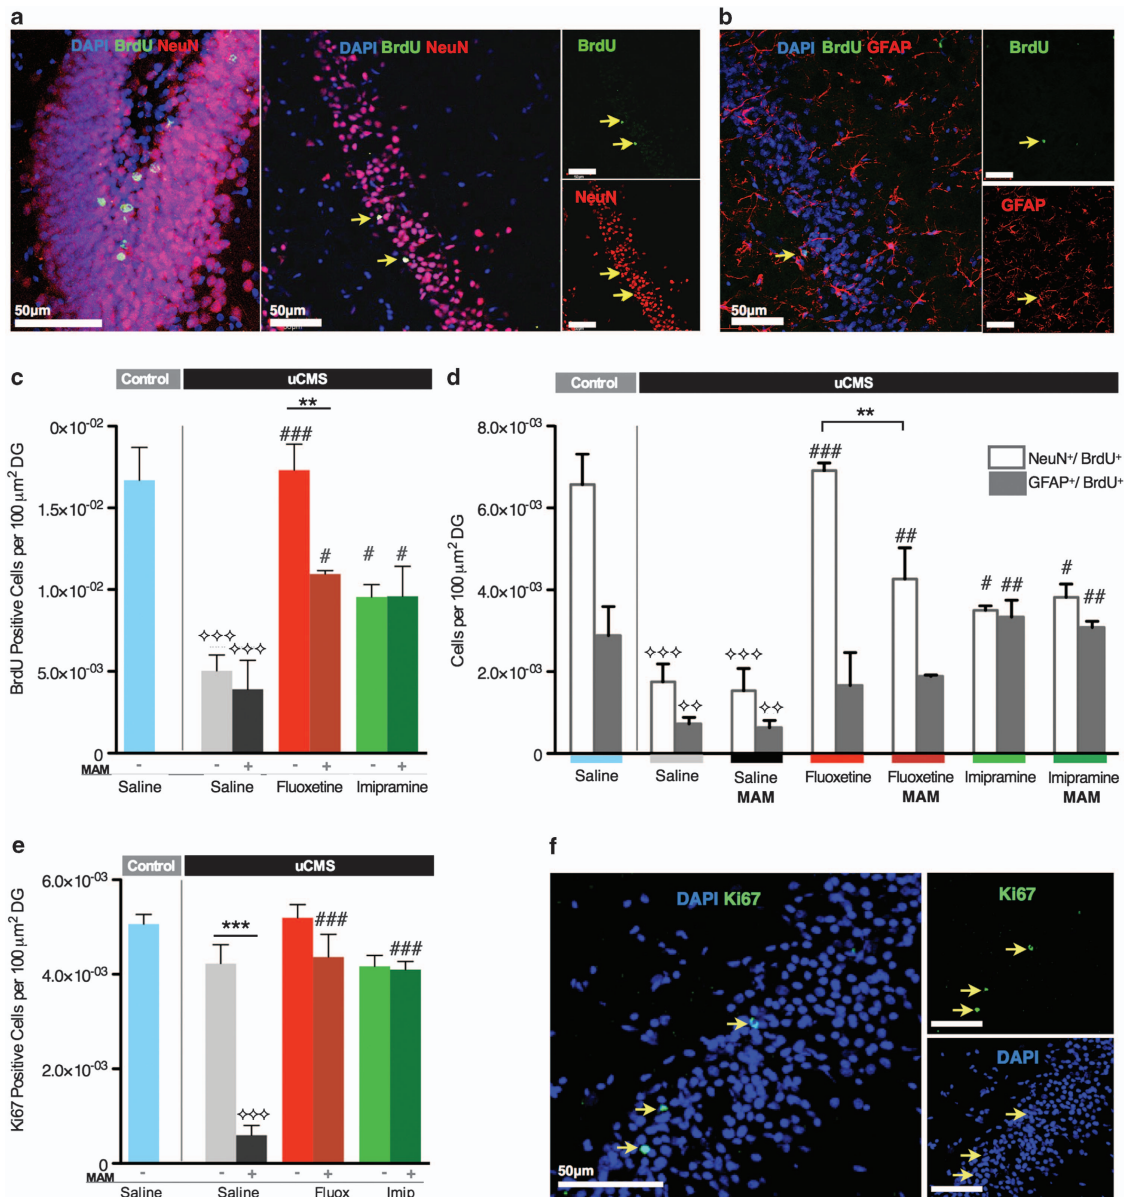 a
DAPI BrdU NeuN
DAPI BrdU NeuN
BrdU
NeuN
50µm
50µm
b
DAPI BrdU GFAP
BrdU
GFAP
50µm
c
Control
uCMS
**
###
#
# #
✧✧✧ ✧✧✧
0×10⁻⁰²
1.5×10⁻⁰²
1.0×10⁻⁰²
5.0×10⁻⁰³
0
BrdU Positive Cells per 100 µm² DG
MAM - - + - + - +
Saline Saline Fluoxetine Imipramine
d
Control
uCMS
**
###
##
# ##
# ##
✧✧✧ ✧✧
✧✧✧ ✧✧
NeuN⁺/ BrdU⁺
GFAP⁺/ BrdU⁺
8.0×10⁻⁰³
6.0×10⁻⁰³
4.0×10⁻⁰³
2.0×10⁻⁰³
0
Cells per 100 µm² DG
Saline Saline Saline Fluoxetine Fluoxetine Imipramine Imipramine
MAM MAM MAM
e
Control
uCMS
***
###
###
✧✧✧
6.0×10⁻⁰³
4.0×10⁻⁰³
2.0×10⁻⁰³
0
Ki67 Positive Cells per 100 µm² DG
MAM - - + - + - +
Saline Saline Fluox Imip
f
DAPI Ki67
Ki67
DAPI
50µm